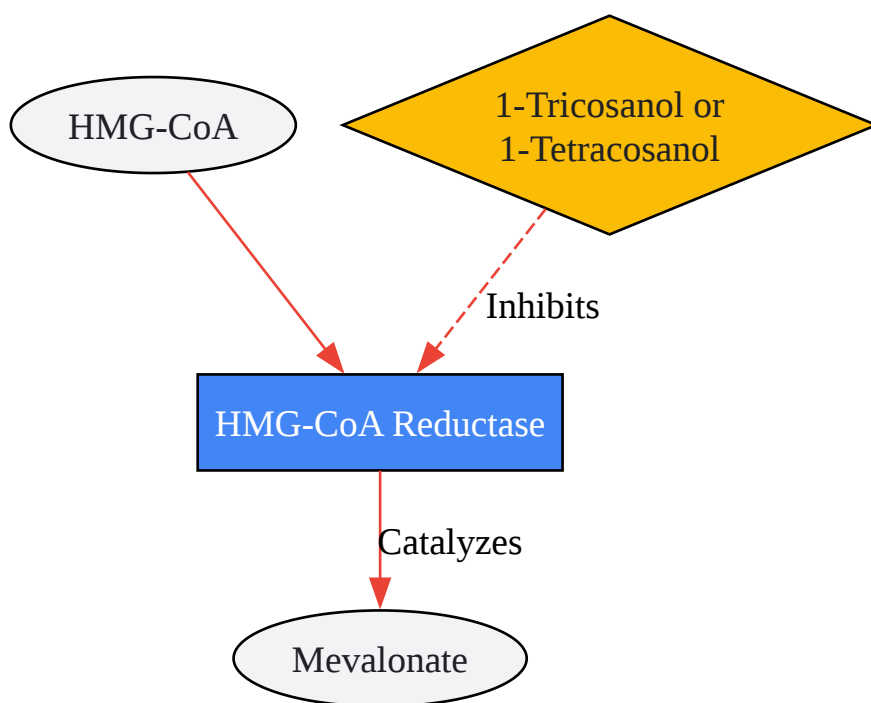 HMG-CoA
1-Tricosanol or
1-Tetracosanol
Inhibits
HMG-CoA Reductase
Catalyzes
Mevalonate